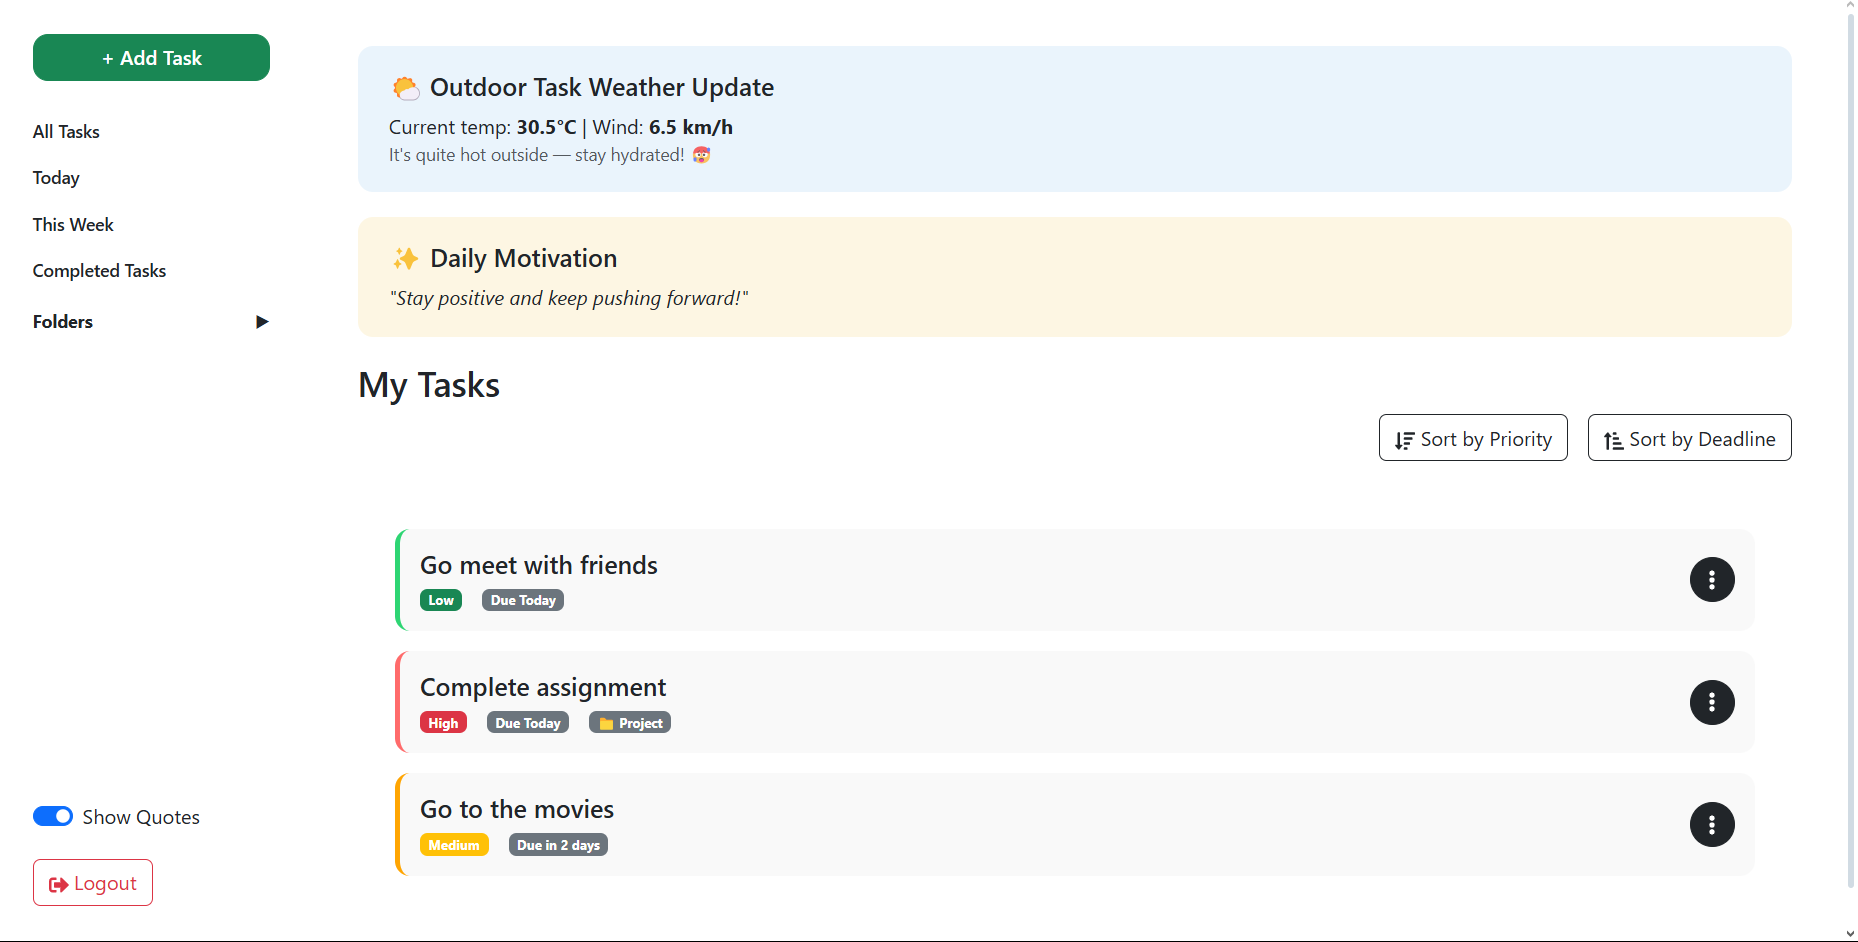 + Add Task
All Tasks
Today
This Week
Completed Tasks
Folders
Show Quotes
Logout
Outdoor Task Weather Update
Current temp: 30.5°C | Wind: 6.5 km/h
It's quite hot outside — stay hydrated!
Daily Motivation
"Stay positive and keep pushing forward!"
My Tasks
Sort by Priority
Sort by Deadline
Go meet with friends
Low
Due Today
Complete assignment
High
Due Today
Project
Go to the movies
Medium
Due in 2 days